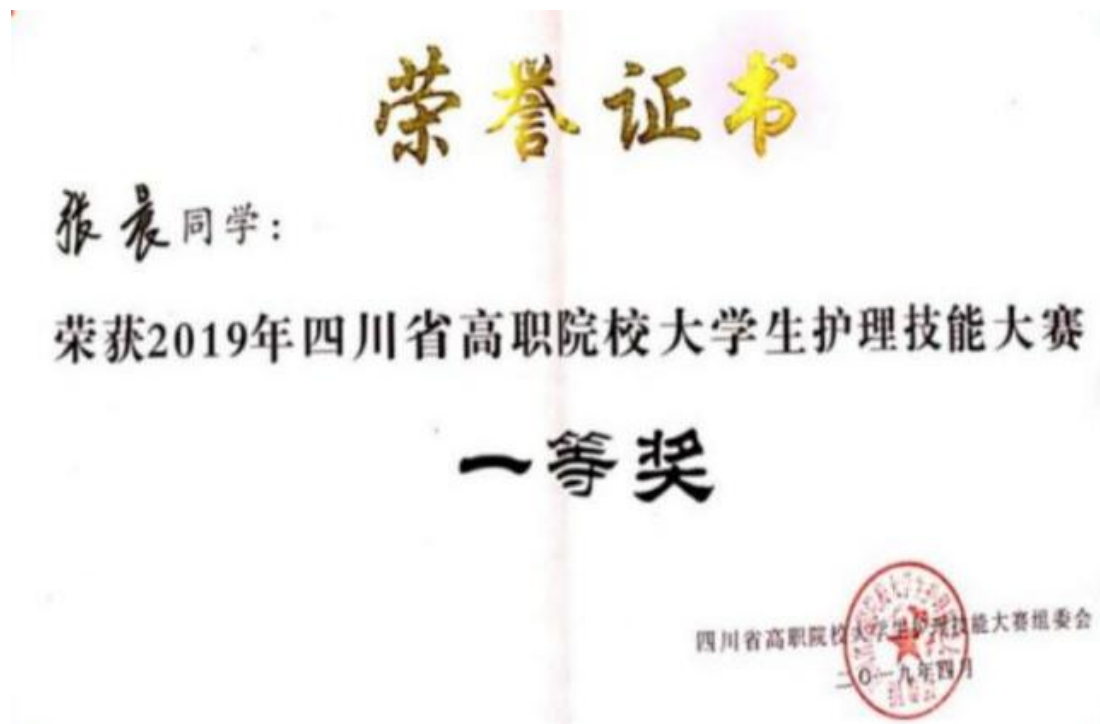 荣誉证书
张晨同学：
荣获2019年四川省高职院校大学生护理技能大赛
一等奖
四川省高职院校大学生护理技能大赛组委会
二〇一九年四月